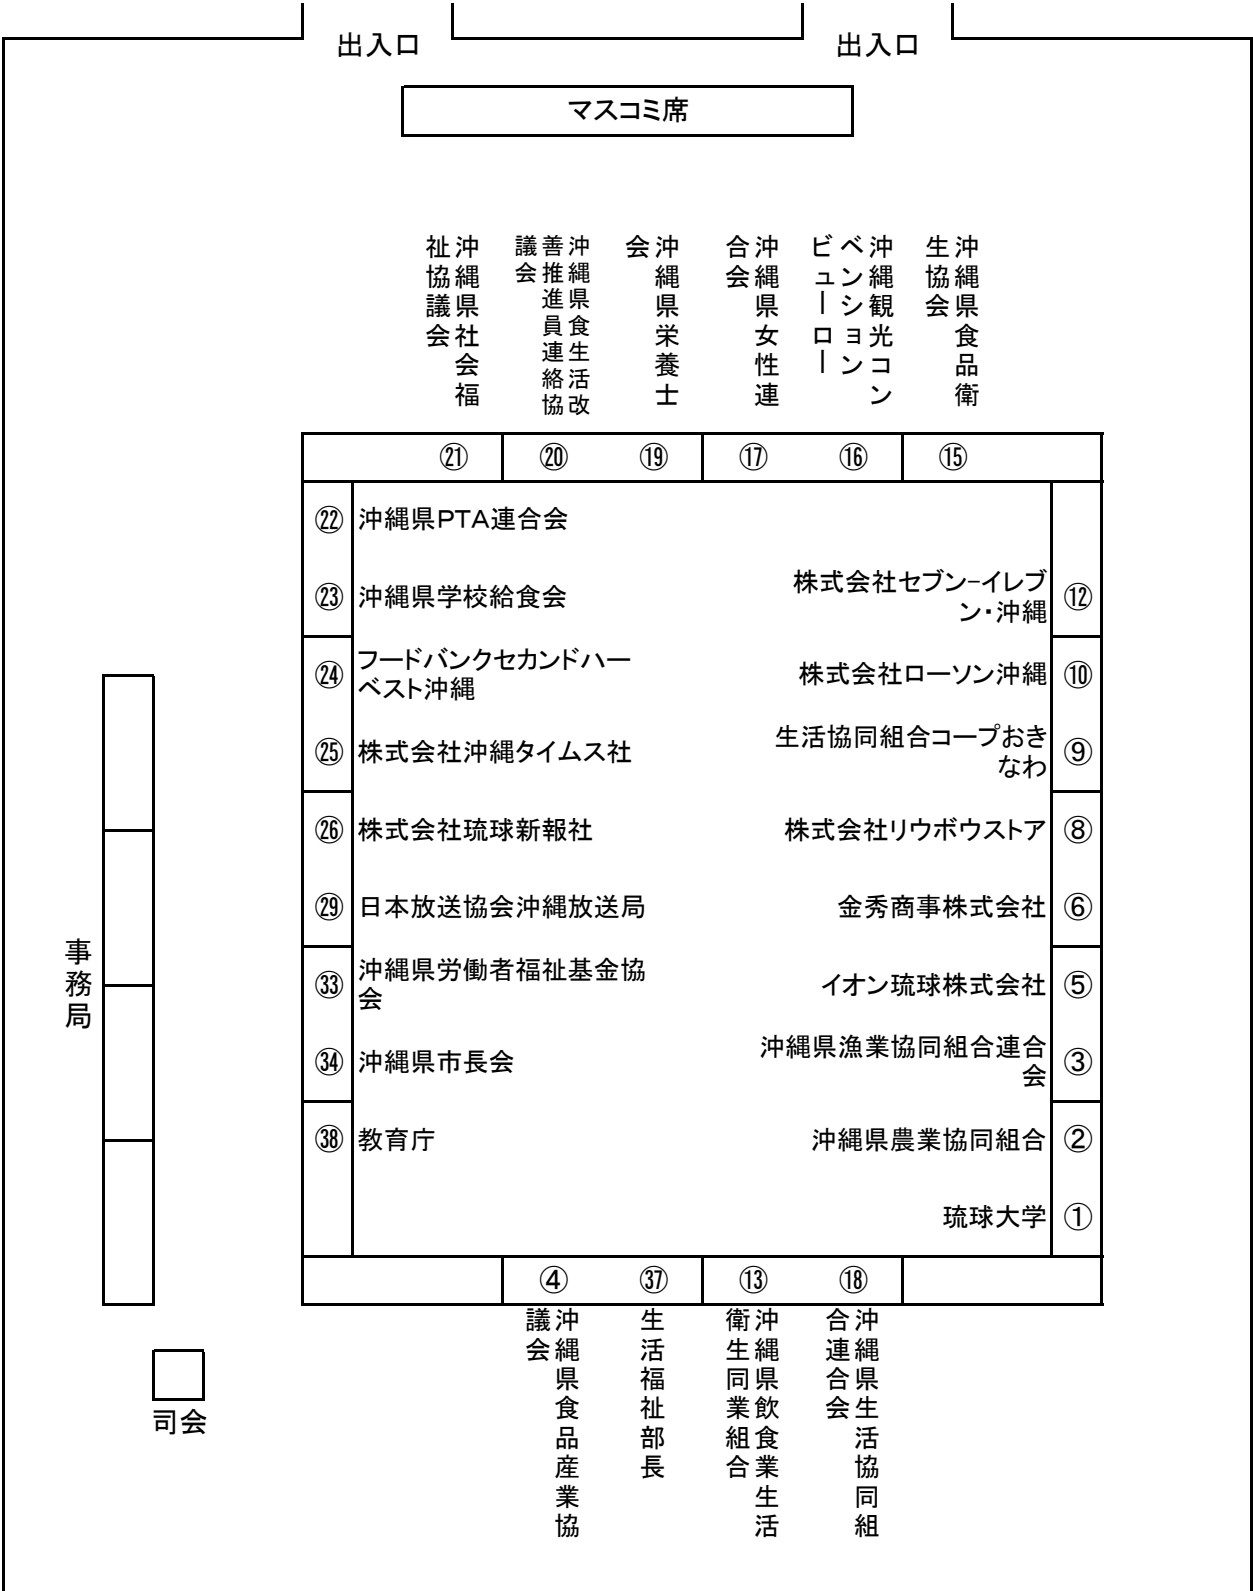 出入口
出入口
マスコミ席
沖縄県社会福
祉協議会
沖縄県食生活改
善推進員連絡協
議会
沖縄県栄養士
会
沖縄県女性連
合会
沖縄観光コン
ベンション
ビューロー
沖縄県食品衛
生協会
㉑
⑳
⑲
⑰
⑯
⑮
㉒ 沖縄県PTA連合会
㉓ 沖縄県学校給食会
株式会社セブン-イレブ
ン・沖縄
⑫
㉔
フードバンクセカンドハー
ベスト沖縄
株式会社ローソン沖縄 ⑩
㉕ 株式会社沖縄タイムス社
生活協同組合コープおき
なわ
⑨
㉖ 株式会社琉球新報社
株式会社リウボウストア ⑧
㉙ 日本放送協会沖縄放送局
金秀商事株式会社 ⑥
㉝
沖縄県労働者福祉基金協
会
イオン琉球株式会社 ⑤
㉞ 沖縄県市長会
沖縄県漁業協同組合連合
会
③
㊳ 教育庁
沖縄県農業協同組合 ②
琉球大学 ①
④
㊲
⑬
⑱
沖縄県食品産業協
議会
生活福祉部長
沖縄県飲食業生活
衛生同業組合
沖縄県生活協同組
合連合会
事務局
司会